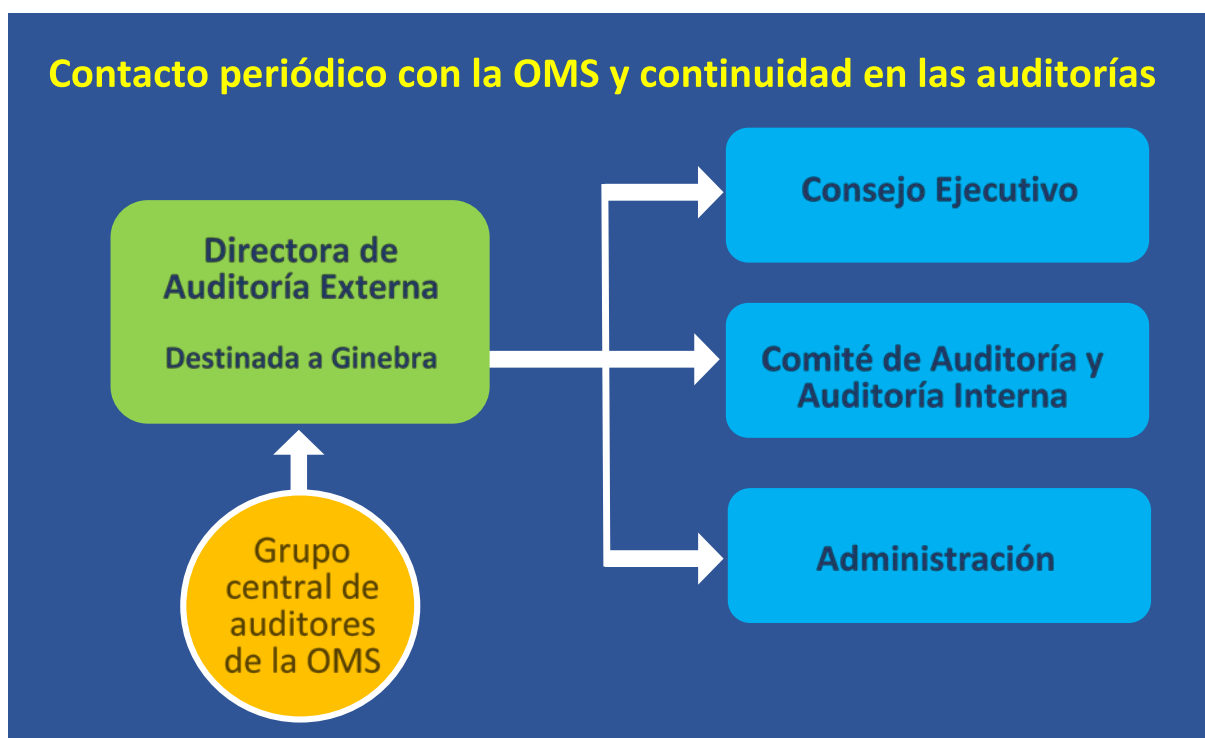 Contacto periódico con la OMS y continuidad en las auditorías
Directora de
Auditoría Externa
Destinada a Ginebra
Grupo
central de
auditores
de la OMS
Consejo Ejecutivo
Comité de Auditoría y
Auditoría Interna
Administración